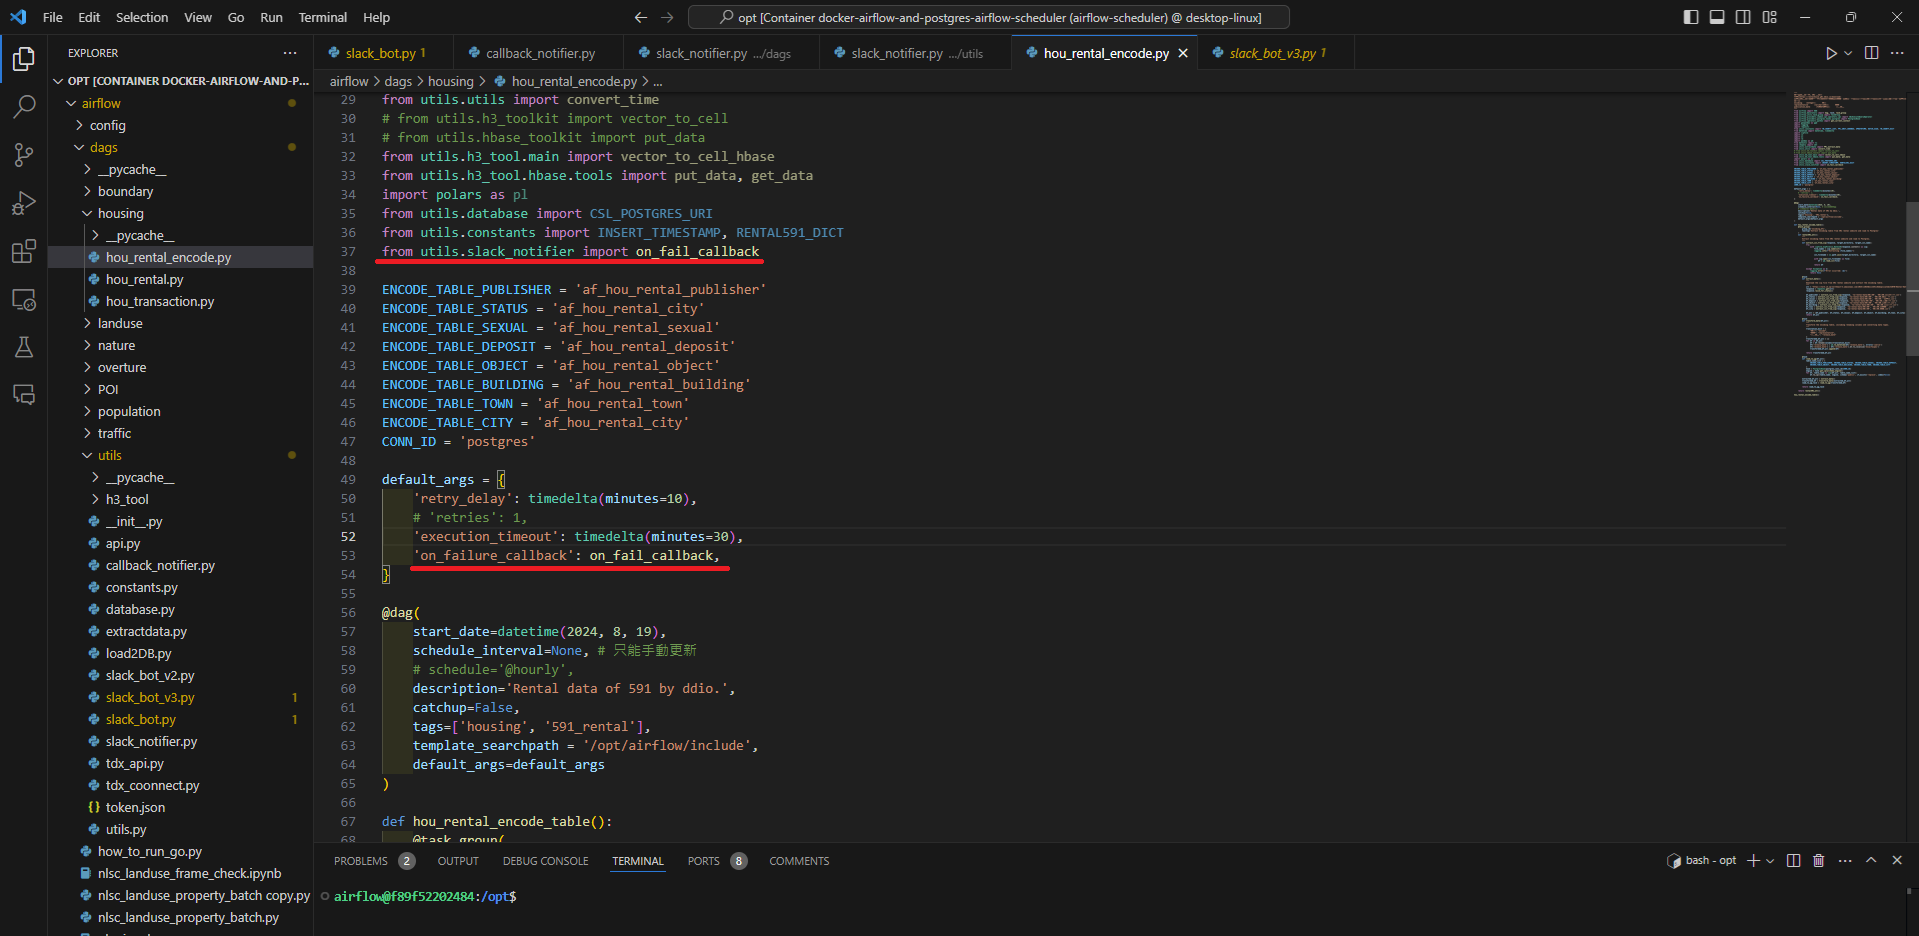 File Edit Selection View Go Run Terminal Help
opt [Container docker-airflow-and-postgres-airflow-scheduler (airflow-scheduler) @ desktop-linux]
EXPLORER
OPT [CONTAINER DOCKER-AIRFLOW-AND-P...
airflow
config
dags
__pycache__
boundary
housing
__pycache__
hou_rental_encode.py
hou_rental.py
hou_transaction.py
landuse
nature
overture
POI
population
traffic
utils
__pycache__
h3_tool
__init__.py
api.py
callback_notifier.py
constants.py
database.py
extractdata.py
load2DB.py
slack_bot_v2.py
slack_bot_v3.py 1
slack_bot.py 1
slack_notifier.py
tdx_api.py
tdx_coonnect.py
{} token.json
utils.py
how_to_run_go.py
nlsc_landuse_frame_check.ipynb
nlsc_landuse_property_batch copy.py
nlsc_landuse_property_batch.py
slack_bot.py 1 callback_notifier.py slack_notifier.py .../dags slack_notifier.py .../utils hou_rental_encode.py slack_bot_v3.py 1
airflow > dags > housing > hou_rental_encode.py > ...
29 from utils.utils import convert_time
30 # from utils.h3_toolkit import vector_to_cell
31 # from utils.hbase_toolkit import put_data
32 from utils.h3_tool.main import vector_to_cell_hbase
33 from utils.h3_tool.hbase.tools import put_data, get_data
34 import polars as pl
35 from utils.database import CSL_POSTGRES_URI
36 from utils.constants import INSERT_TIMESTAMP, RENTAL591_DICT
37 from utils.slack_notifier import on_fail_callback
38
39 ENCODE_TABLE_PUBLISHER = 'af_hou_rental_publisher'
40 ENCODE_TABLE_STATUS = 'af_hou_rental_city'
41 ENCODE_TABLE_SEXUAL = 'af_hou_rental_sexual'
42 ENCODE_TABLE_DEPOSIT = 'af_hou_rental_deposit'
43 ENCODE_TABLE_OBJECT = 'af_hou_rental_object'
44 ENCODE_TABLE_BUILDING = 'af_hou_rental_building'
45 ENCODE_TABLE_TOWN = 'af_hou_rental_town'
46 ENCODE_TABLE_CITY = 'af_hou_rental_city'
47 CONN_ID = 'postgres'
48
49 default_args = {
50 'retry_delay': timedelta(minutes=10),
51 # 'retries': 1,
52 'execution_timeout': timedelta(minutes=30),
53 'on_failure_callback': on_fail_callback,
54 }
55
56 @dag(
57 start_date=datetime(2024, 8, 19),
58 schedule_interval=None, # 只能手動更新
59 # schedule='@hourly',
60 description='Rental data of 591 by ddio.',
61 catchup=False,
62 tags=['housing', '591_rental'],
63 template_searchpath = '/opt/airflow/include',
64 default_args=default_args
65 )
66
67 def hou_rental_encode_table():
68 @task_group(
PROBLEMS 2 OUTPUT DEBUG CONSOLE TERMINAL PORTS 8 COMMENTS
bash - opt
airflow@f89f52202484:/opt$